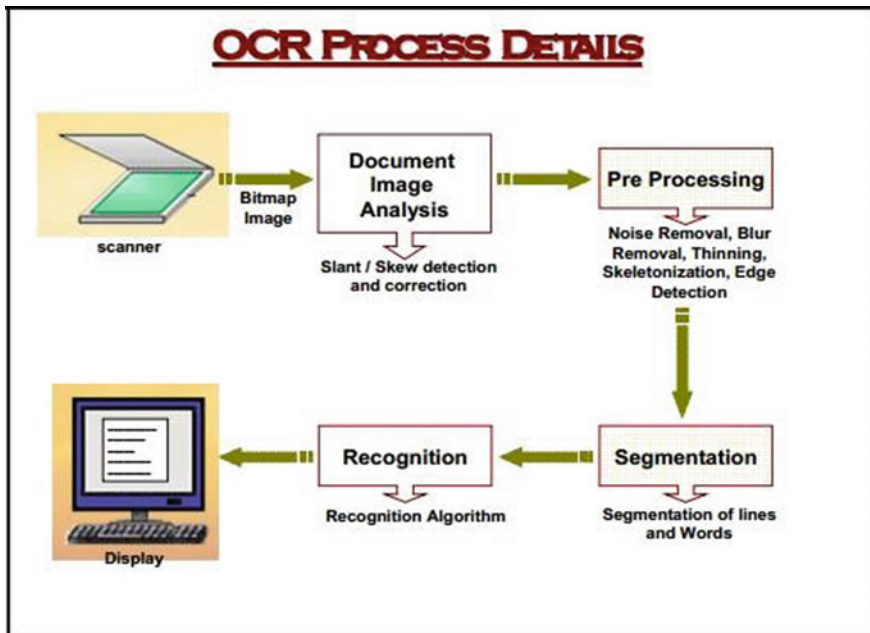 OCR PROCESS DETAILS
scanner
Bitmap
Image
Document
Image
Analysis
Slant / Skew detection
and correction
Pre Processing
Noise Removal, Blur
Removal, Thinning,
Skeletonization, Edge
Detection
Segmentation
Segmentation of lines
and Words
Recognition
Recognition Algorithm
Display